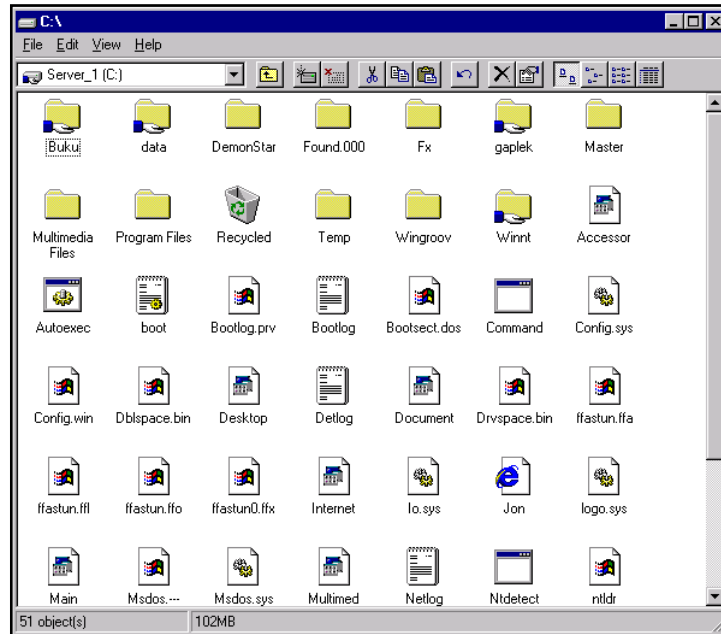 C:\
File Edit View Help
Server_1 (C:)
Buku data DemonStar Found.000 Fx gaplek Master
Multimedia Files Program Files Recycled Temp Wingroov Winnt Accessor
Autoexec boot Bootlog.prv Bootlog Bootsect.dos Command Config.sys
Config.win Dblspace.bin Desktop Detlog Document Drvspace.bin ffastun.ffa
ffastun.ffl ffastun.ffo ffastun0.ffx Internet Io.sys Jon logo.sys
Main Msdos.--- Msdos.sys Multimed Netlog Ntdetect ntldr
51 object(s) 102MB